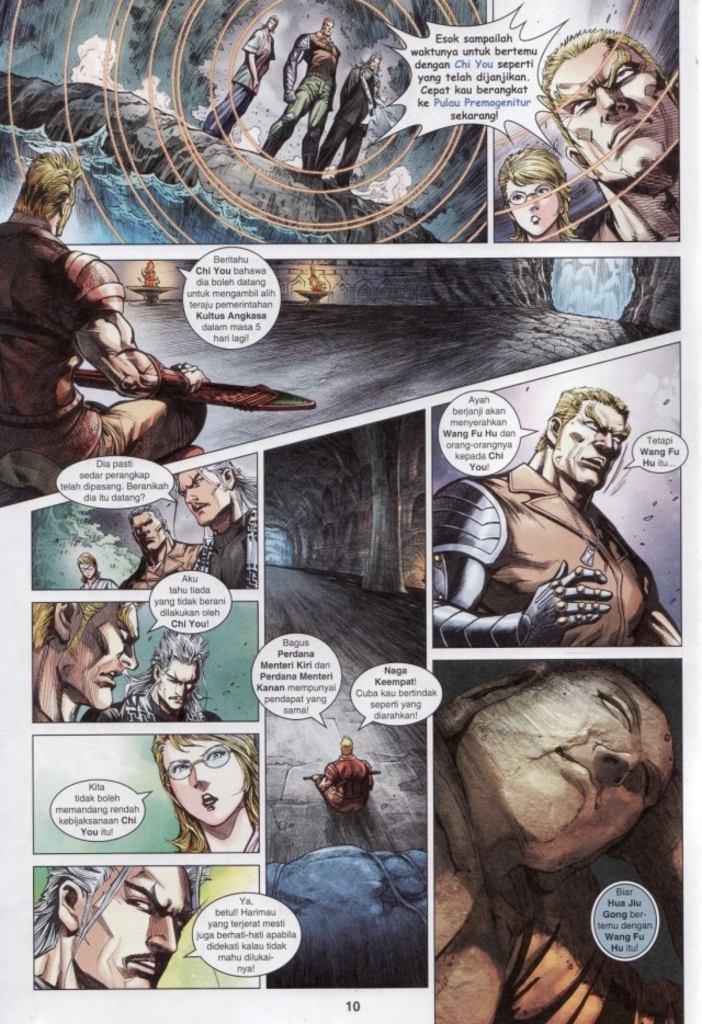 Esok sampailah
waktunya untuk bertemu
dengan Chi You seperti
yang telah dijanjikan.
Cepat kau berangkat
ke Pulau Premogenitur
sekarang!
Beritahu
Chi You bahawa
dia boleh datang
untuk mengambil alih
teraju pemerintahan
Kultus Angkasa
dalam masa 5
hari lagi!
Ayah
berjanji akan
menyerahkan
Wang Fu Hu dan
orang-orangnya
kepada Chi
You!
Tetapi
Wang Fu
Hu itu...
Dia pasti
sedar perangkap
telah dipasang. Beranikah
dia itu datang?
Aku
tahu tiada
yang tidak berani
dilakukan oleh
Chi You!
Kita
tidak boleh
memandang rendah
kebijaksanaan Chi
You itu!
Ya,
betul! Harimau
yang terjerat mesti
juga berhati-hati apabila
didekati kalau tidak
mahu dilukai-
nya!
Bagus
Perdana
Menteri Kiri dan
Perdana Menteri
Kanan mempunyai
pendapat yang
sama!
Naga
Keempat!
Cuba kau bertindak
seperti yang
diarahkan!
Biar
Hua Jiu
Gong ber-
temu dengan
Wang Fu
Hu itu!
10